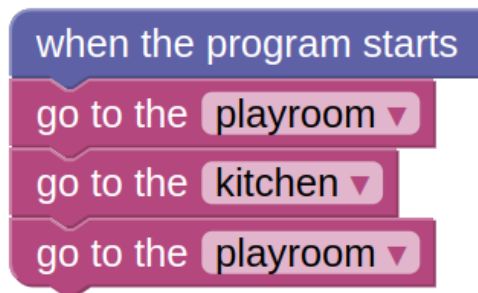 when the program starts
go to the playroom ▼
go to the kitchen ▼
go to the playroom ▼